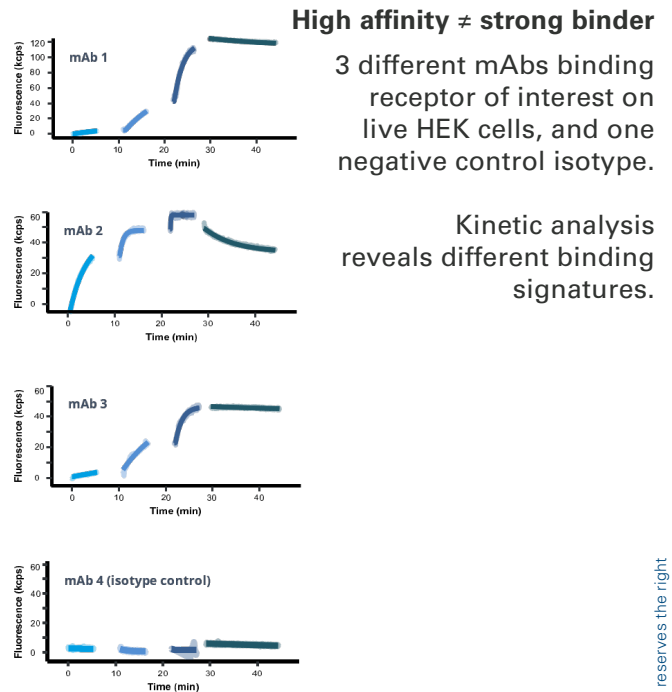 High affinity ≠ strong binder
3 different mAbs binding
receptor of interest on
live HEK cells, and one
negative control isotype.
Kinetic analysis
reveals different binding
signatures.
mAb 1
Fluorescence (kcps)
120
100
80
60
40
20
0
0 10 20 30 40
Time (min)
mAb 2
Fluorescence (kcps)
60
40
20
0
0 10 20 30 40
Time (min)
mAb 3
Fluorescence (kcps)
60
40
20
0
0 10 20 30 40
Time (min)
mAb 4 (isotype control)
Fluorescence (kcps)
60
40
20
0
0 10 20 30 40
Time (min)
reserves the right